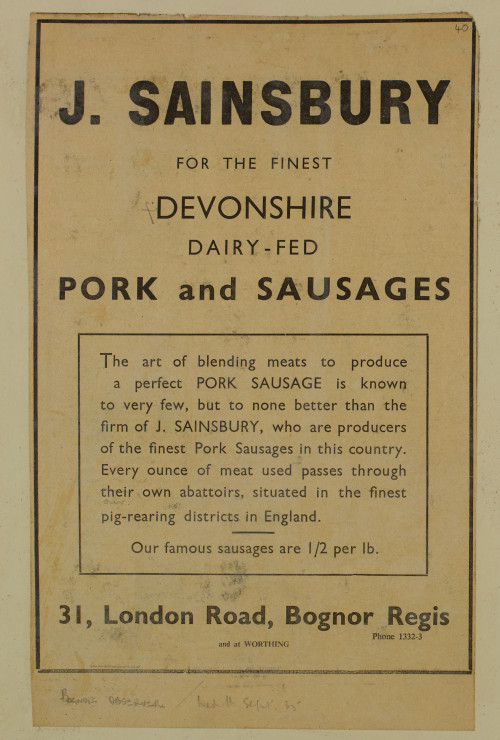 40
J. SAINSBURY
FOR THE FINEST
DEVONSHIRE
DAIRY-FED
PORK and SAUSAGES
The art of blending meats to produce
a perfect PORK SAUSAGE is known
to very few, but to none better than the
firm of J. SAINSBURY, who are producers
of the finest Pork Sausages in this country.
Every ounce of meat used passes through
their own abattoirs, situated in the finest
pig-rearing districts in England.
Our famous sausages are 1/2 per lb.
31, London Road, Bognor Regis
Phone 1332-3
and at WORTHING
Bognor Observer